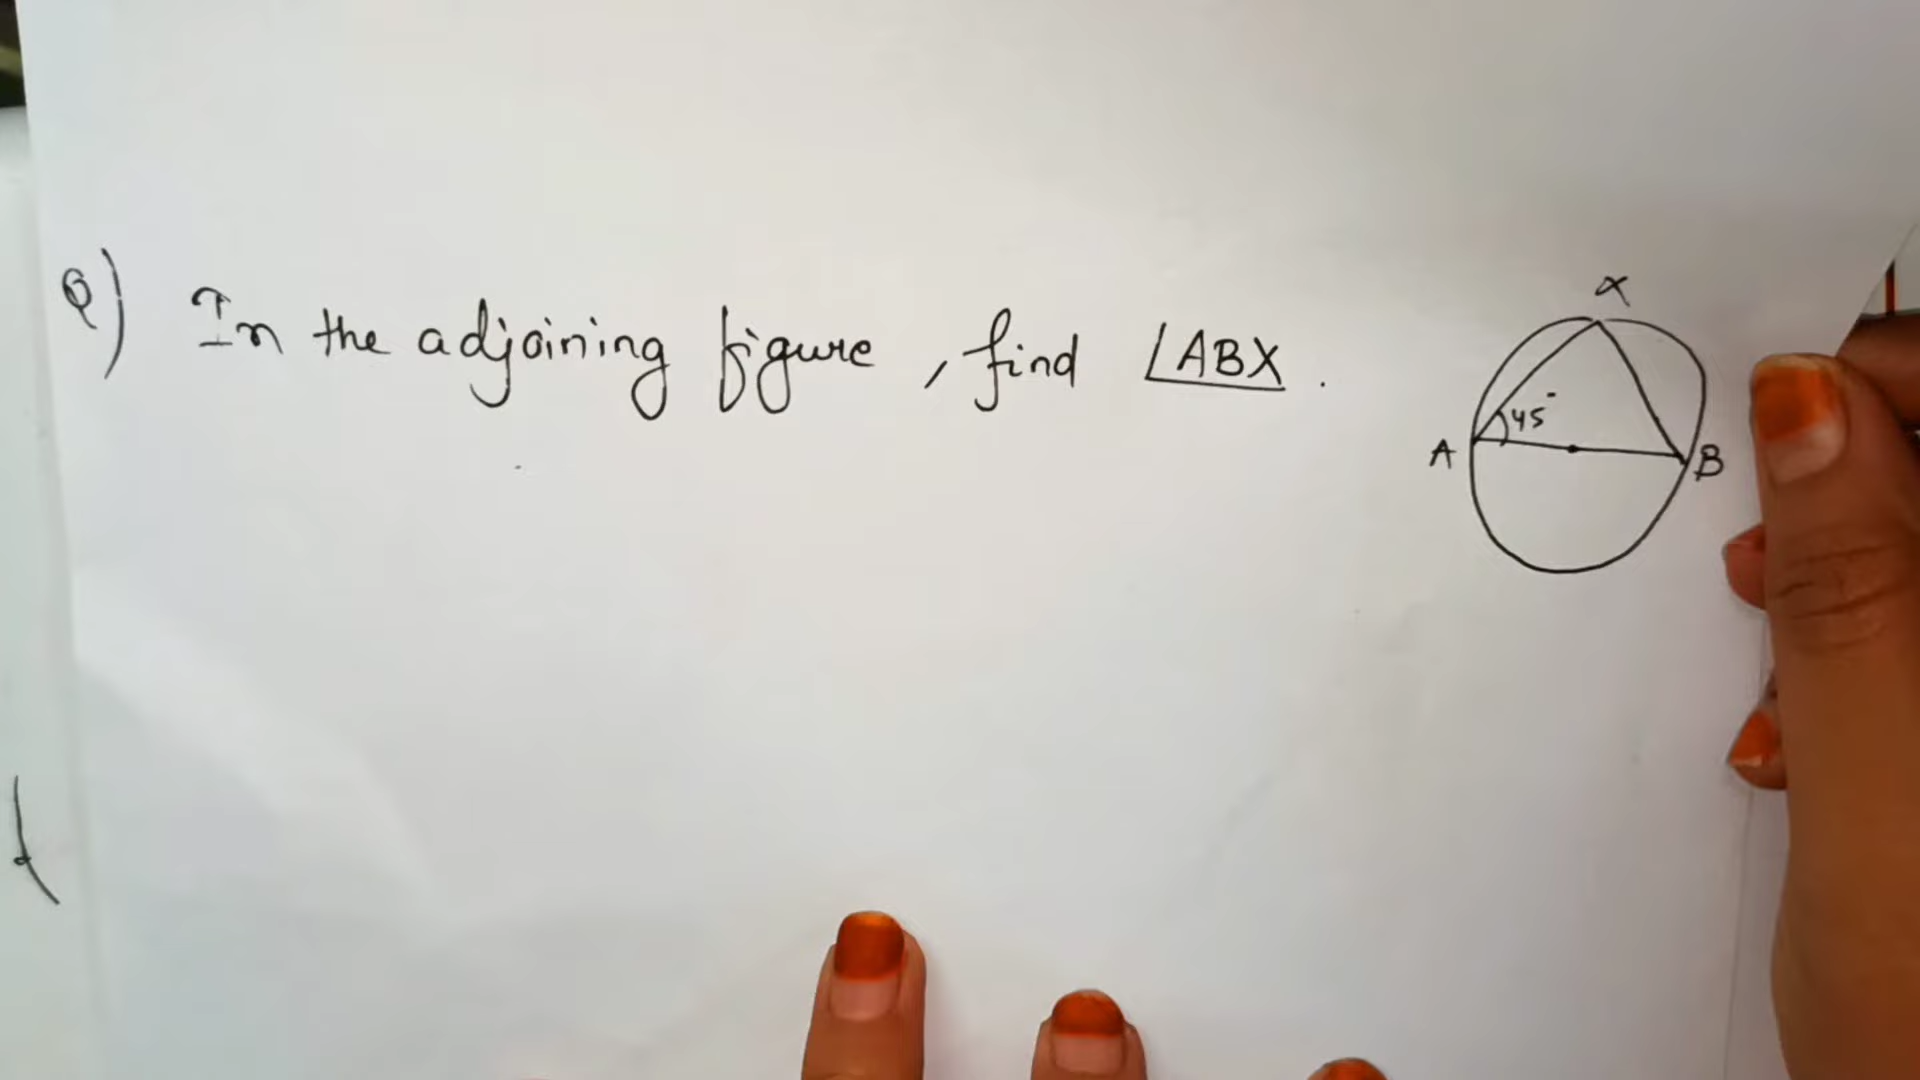 Q) In the adjoining figure, find ∠ABX.
X
45°
A
B